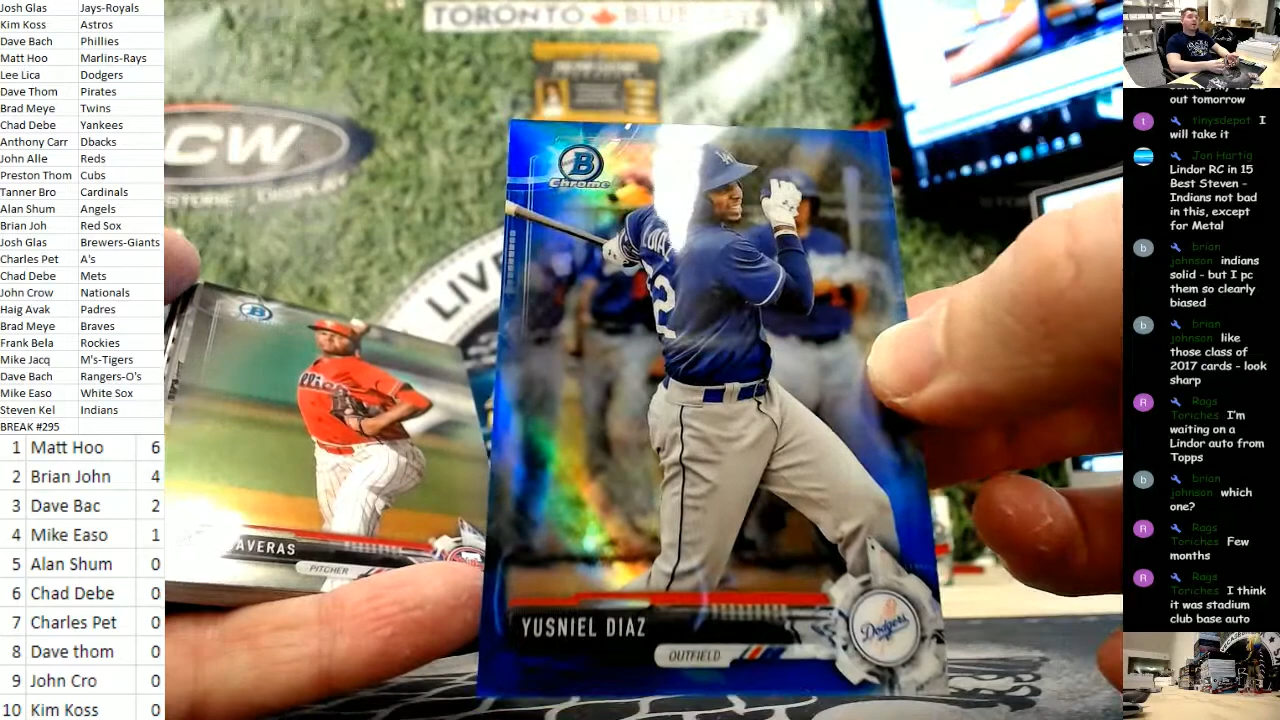 Josh Glas Jays-Royals
Kim Koss Astros
Dave Bach Phillies
Matt Hoo Marlins-Rays
Lee Lica Dodgers
Dave Thom Pirates
Brad Meye Twins
Chad Debe Yankees
Anthony Carr Dbacks
John Alle Reds
Preston Thom Cubs
Tanner Bro Cardinals
Alan Shum Angels
Brian Joh Red Sox
Josh Glas Brewers-Giants
Charles Pet A's
Chad Debe Mets
John Crow Nationals
Haig Avak Padres
Brad Meye Braves
Frank Bela Rockies
Mike Jacq M's-Tigers
Dave Bach Rangers-O's
Mike Easo White Sox
Steven Kel Indians
BREAK #295
1 Matt Hoo 6
2 Brian John 4
3 Dave Bac 2
4 Mike Easo 1
5 Alan Shum 0
6 Chad Debe 0
7 Charles Pet 0
8 Dave thom 0
9 John Cro 0
10 Kim Koss 0
TORONTO BLUE JAYS
CW
LIVE
B
Chrome
DIAZ
2
LA
B
AVERAS
PITCHER
YUSNIEL DIAZ
OUTFIELD
Dodgers
out tomorrow
t tinysdepot I
will take it
Jon Hartig
Lindor RC in 15
Best Steven -
Indians not bad
in this, except
for Metal
b brian
johnson indians
solid - but I pc
them so clearly
biased
b brian
johnson like
those class of
2017 cards - look
sharp
R Rags
Toriches I'm
waiting on a
Lindor auto from
Topps
b brian
johnson which
one?
R Rags
Toriches Few
months
R Rags
Toriches I think
it was stadium
club base auto